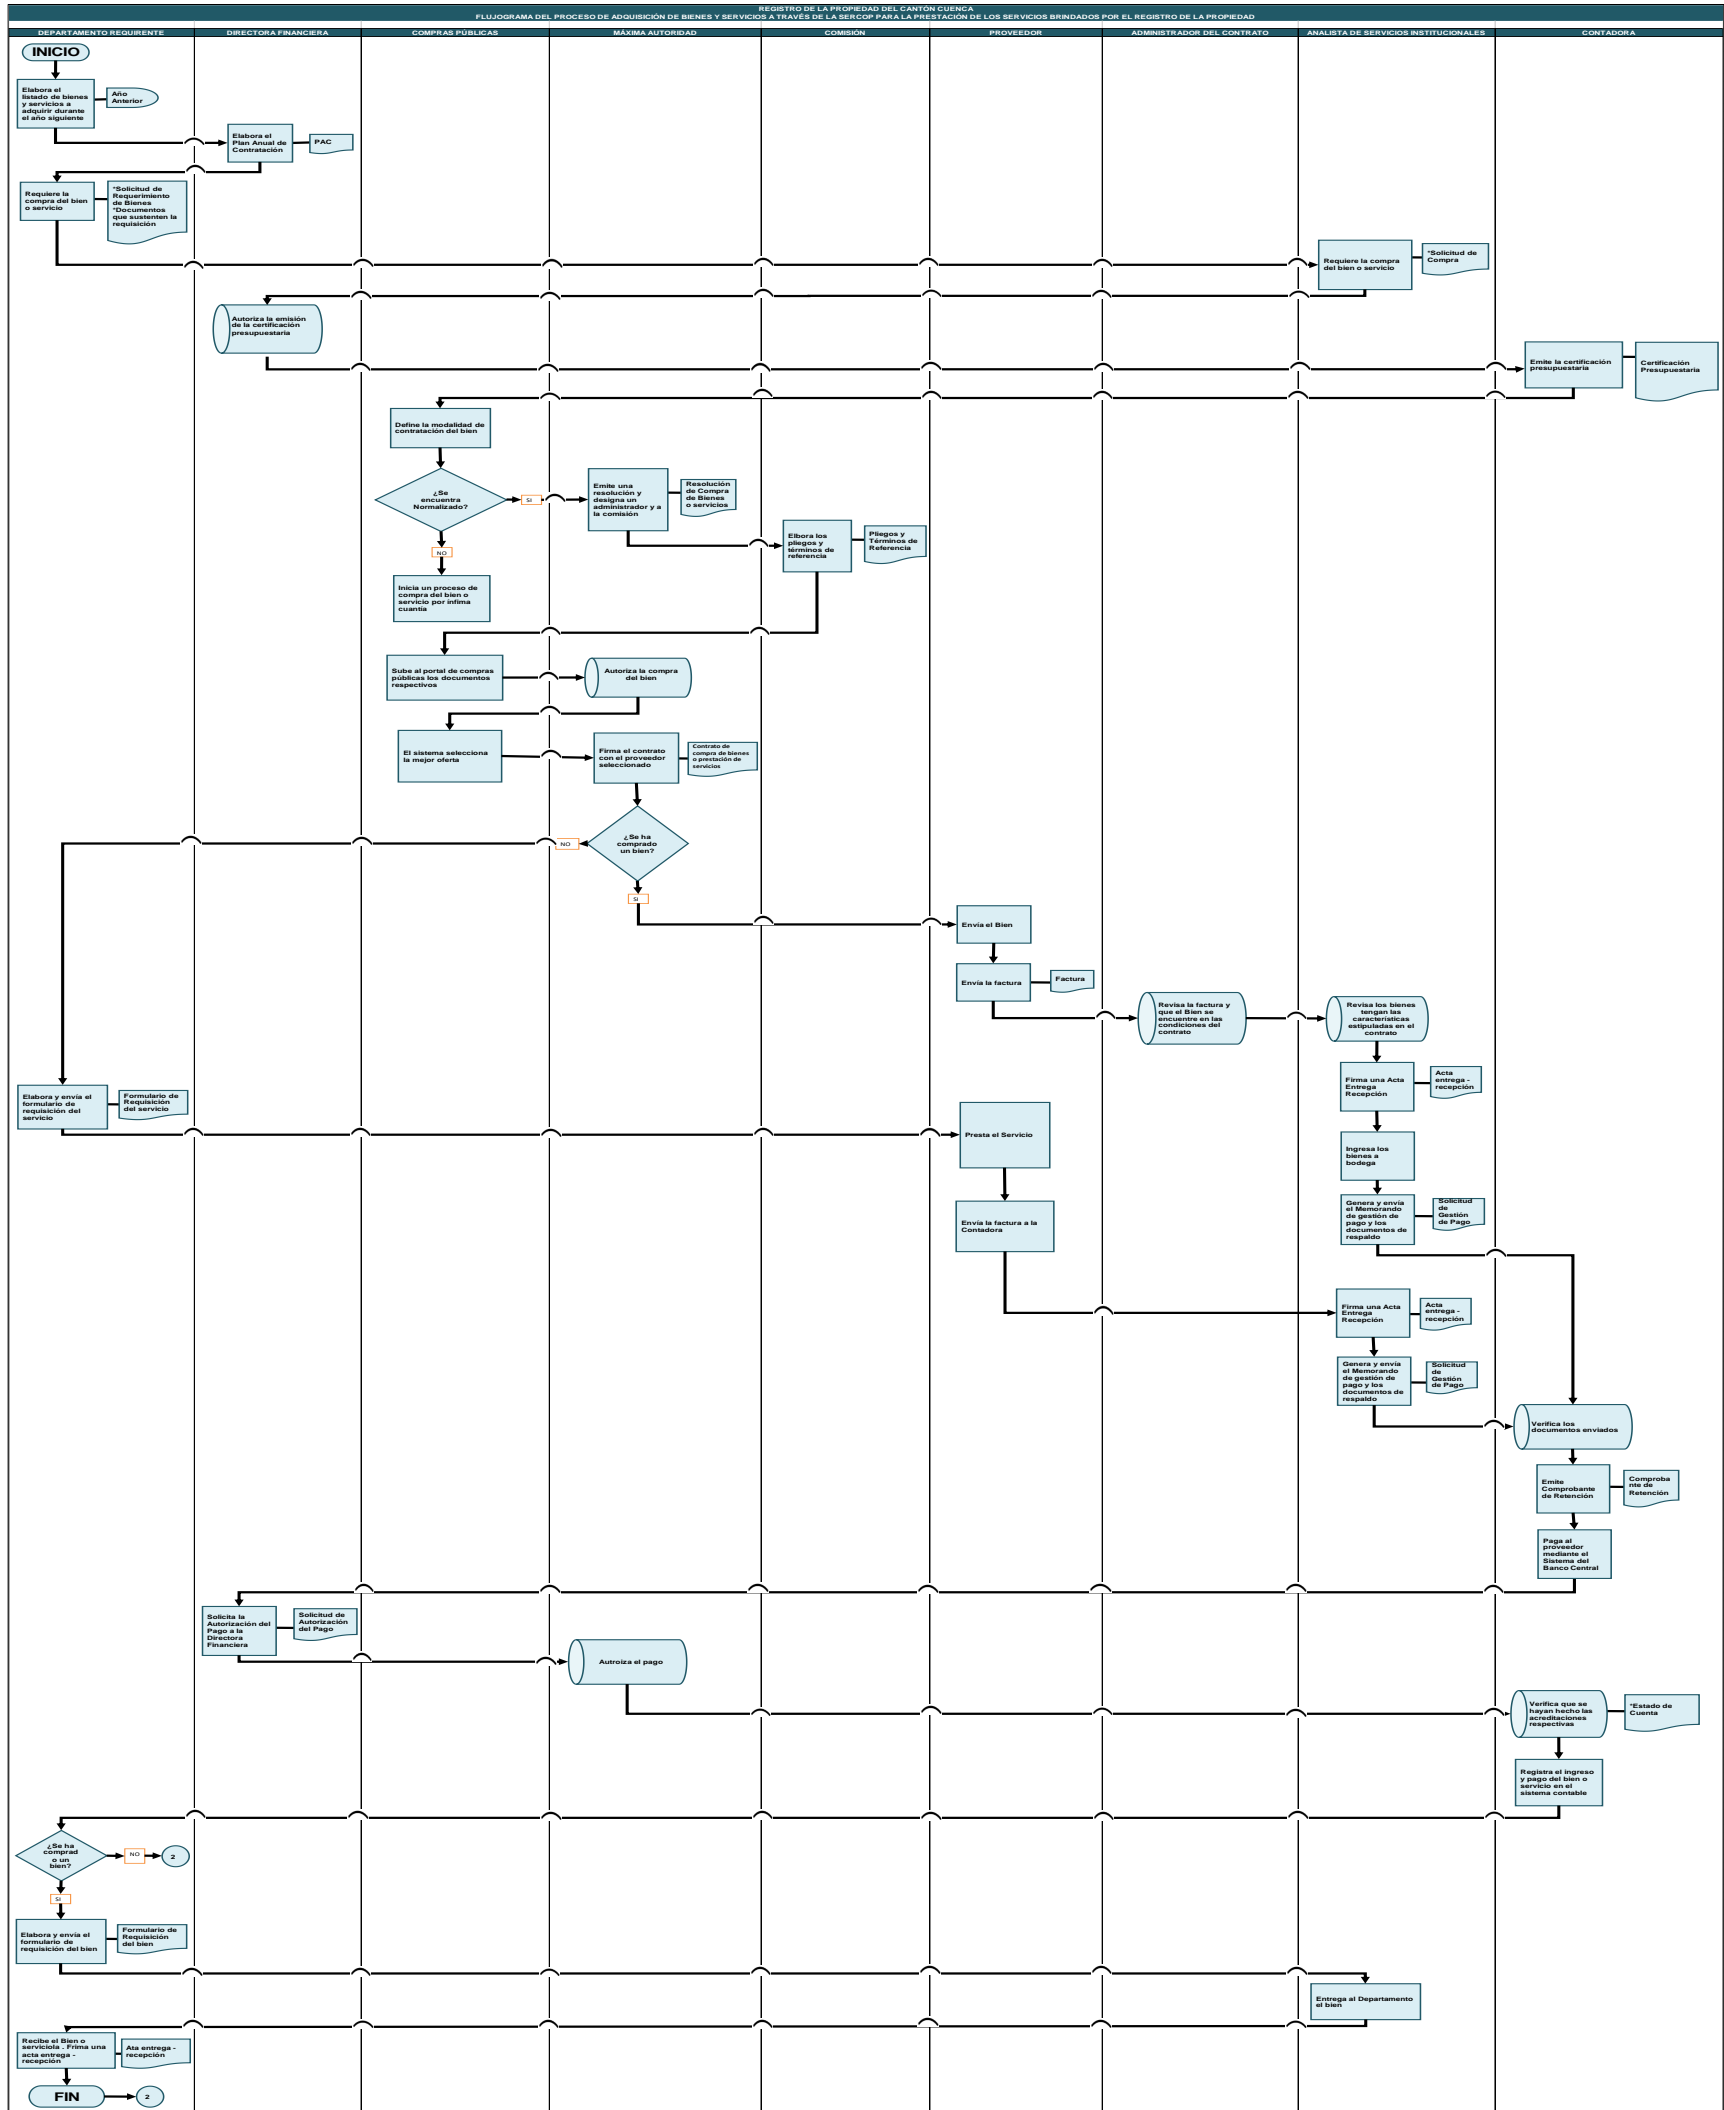 REGISTRO DE LA PROPIEDAD DEL CANTÓN CUENCA
FLUJOGRAMA DEL PROCESO DE ADQUISICIÓN DE BIENES Y SERVICIOS A TRAVÉS DE LA SERCOP PARA LA PRESTACIÓN DE LOS SERVICIOS BRINDADOS POR EL REGISTRO DE LA PROPIEDAD
DEPARTAMENTO REQUIRENTE
DIRECTORA FINANCIERA
COMPRAS PÚBLICAS
MÁXIMA AUTORIDAD
COMISIÓN
PROVEEDOR
ADMINISTRADOR DEL CONTRATO
ANALISTA DE SERVICIOS INSTITUCIONALES
CONTADORA
INICIO
Elabora el
listado de bienes
y servicios a
adquirir durante
el año siguiente
Año
Anterior
Elabora el
Plan Anual de
Contratación
PAC
Requiere la
compra del bien
o servicio
*Solicitud de
Requerimiento
de Bienes
*Documentos
que sustenten la
requisición
Requiere la compra
del bien o servicio
*Solicitud de
Compra
Autoriza la emisión
de la certificación
presupuestaria
Emite la certificación
presupuestaria
Certificación
Presupuestaria
Define la modalidad de
contratación del bien
¿Se
encuentra
Normalizado?
SI
Emite una
resolución y
designa un
administrador y a
la comisión
Resolución
de Compra
de Bienes
o servicios
Elbora los
pliegos y
términos de
referencia
Pliegos y
Términos de
Referencia
NO
Inicia un proceso de
compra del bien o
servicio por ínfima
cuantía
Sube al portal de compras
públicas los documentos
respectivos
Autoriza la compra
del bien
El sistema selecciona
la mejor oferta
Firma el contrato
con el proveedor
seleccionado
Contrato de
compra de bienes
o prestación de
servicios
¿Se ha
comprado
un bien?
NO
SI
Envía el Bien
Envía la factura
Factura
Revisa la factura y
que el Bien se
encuentre en las
condiciones del
contrato
Revisa los bienes
tengan las
características
estipuladas en el
contrato
Firma una Acta
Entrega
Recepción
Acta
entrega -
recepción
Elabora y envía el
formulario de
requisición del
servicio
Formulario de
Requisición
del servicio
Presta el Servicio
Ingresa los
bienes a
bodega
Envía la factura a la
Contadora
Genera y envía
el Memorando
de gestión de
pago y los
documentos de
respaldo
Solicitud
de
Gestión
de Pago
Firma una Acta
Entrega
Recepción
Acta
entrega -
recepción
Genera y envía
el Memorando
de gestión de
pago y los
documentos de
respaldo
Solicitud
de
Gestión
de Pago
Verifica los
documentos enviados
Emite
Comprobante
de Retención
Comproba
nte de
Retención
Paga al
proveedor
mediante el
Sistema del
Banco Central
Solicita la
Autorización del
Pago a la
Directora
Financiera
Solicitud de
Autorización
del Pago
Autroiza el pago
Verifica que se
hayan hecho las
acreditaciones
respectivas
*Estado de
Cuenta
Registra el ingreso
y pago del bien o
servicio en el
sistema contable
¿Se ha
comprad
o un
bien?
NO
2
SI
Elabora y envía el
formulario de
requisición del bien
Formulario de
Requisición
del bien
Entrega al Departamento
el bien
Recibe el Bien o
serviciola . Frima una
acta entrega -
recepción
Ata entrega -
recepción
FIN
2